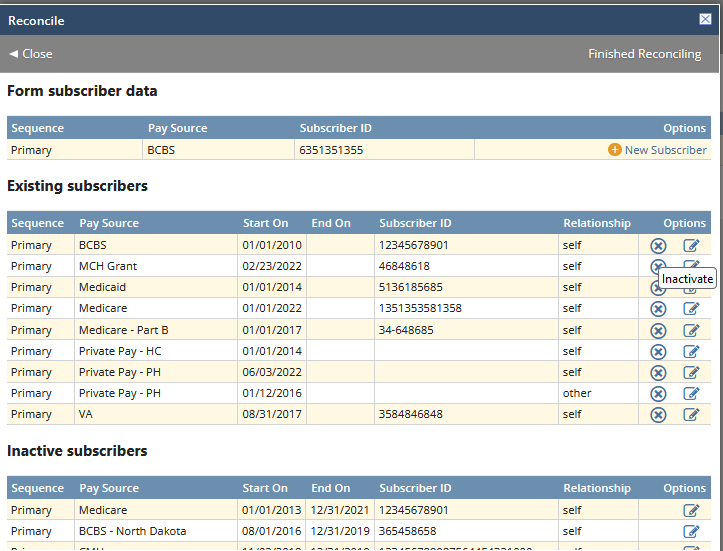 Reconcile
Close Finished Reconciling
Form subscriber data
Sequence Pay Source Subscriber ID Options
Primary BCBS 6351351355 New Subscriber
Existing subscribers
Sequence Pay Source Start On End On Subscriber ID Relationship Options
Primary BCBS 01/01/2010 12345678901 self
Primary MCH Grant 02/23/2022 46848618 self
Inactivate
Primary Medicaid 01/01/2014 5136185685 self
Primary Medicare 01/01/2022 1351353581358 self
Primary Medicare - Part B 01/01/2017 34-648685 self
Primary Private Pay - HC 01/01/2014 self
Primary Private Pay - PH 06/03/2022 self
Primary Private Pay - PH 01/12/2016 other
Primary VA 08/31/2017 3584846848 self
Inactive subscribers
Sequence Pay Source Start On End On Subscriber ID Relationship Options
Primary Medicare 01/01/2013 12/31/2021 12345678901 self
Primary BCBS - North Dakota 08/01/2016 12/31/2019 365458658 self